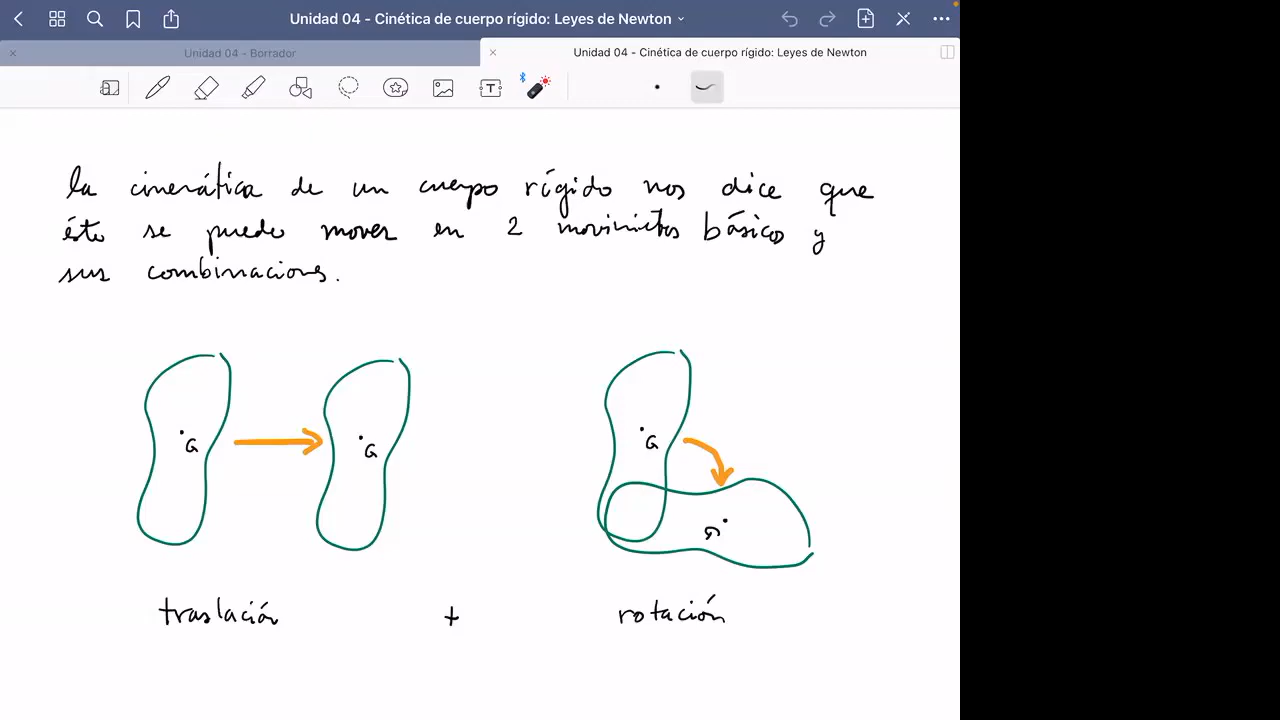 Unidad 04 - Cinética de cuerpo rígido: Leyes de Newton
Unidad 04 - Borrador
Unidad 04 - Cinética de cuerpo rígido: Leyes de Newton
T
la cinerática de un cuerpo rígido nos dice que
éste se puede mover en 2 movimietos básicos y
sus combinaciones.
G
G
G
G
traslación + rotación